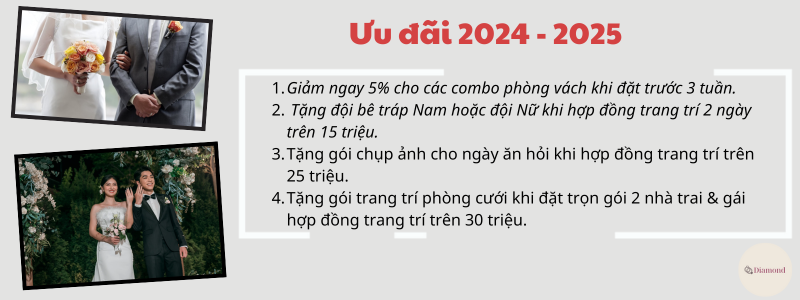 Ưu đãi 2024 - 2025
1. Giảm ngay 5% cho các combo phòng vách khi đặt trước 3 tuần.
2. Tặng đội bê tráp Nam hoặc đội Nữ khi hợp đồng trang trí 2 ngày
trên 15 triệu.
3. Tặng gói chụp ảnh cho ngày ăn hỏi khi hợp đồng trang trí trên
25 triệu.
4. Tặng gói trang trí phòng cưới khi đặt trọn gói 2 nhà trai & gái
hợp đồng trang trí trên 30 triệu.
Diamond